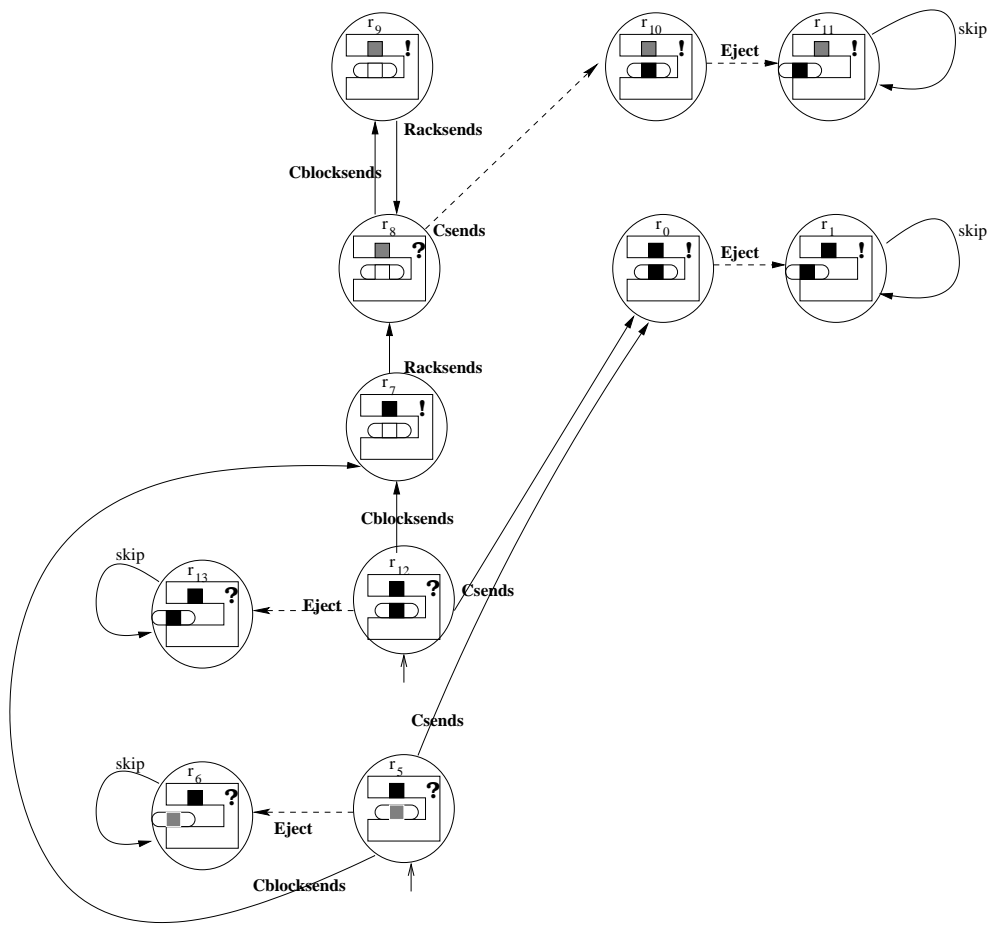 r9
!
r10
!
Eject
r11
!
skip
Racksends
Cblocksends
r8
?
Csends
r0
!
Eject
r1
!
skip
Racksends
r7
!
Cblocksends
skip
r13
?
Eject
r12
?
Csends
Csends
skip
r6
?
Eject
r5
?
Cblocksends